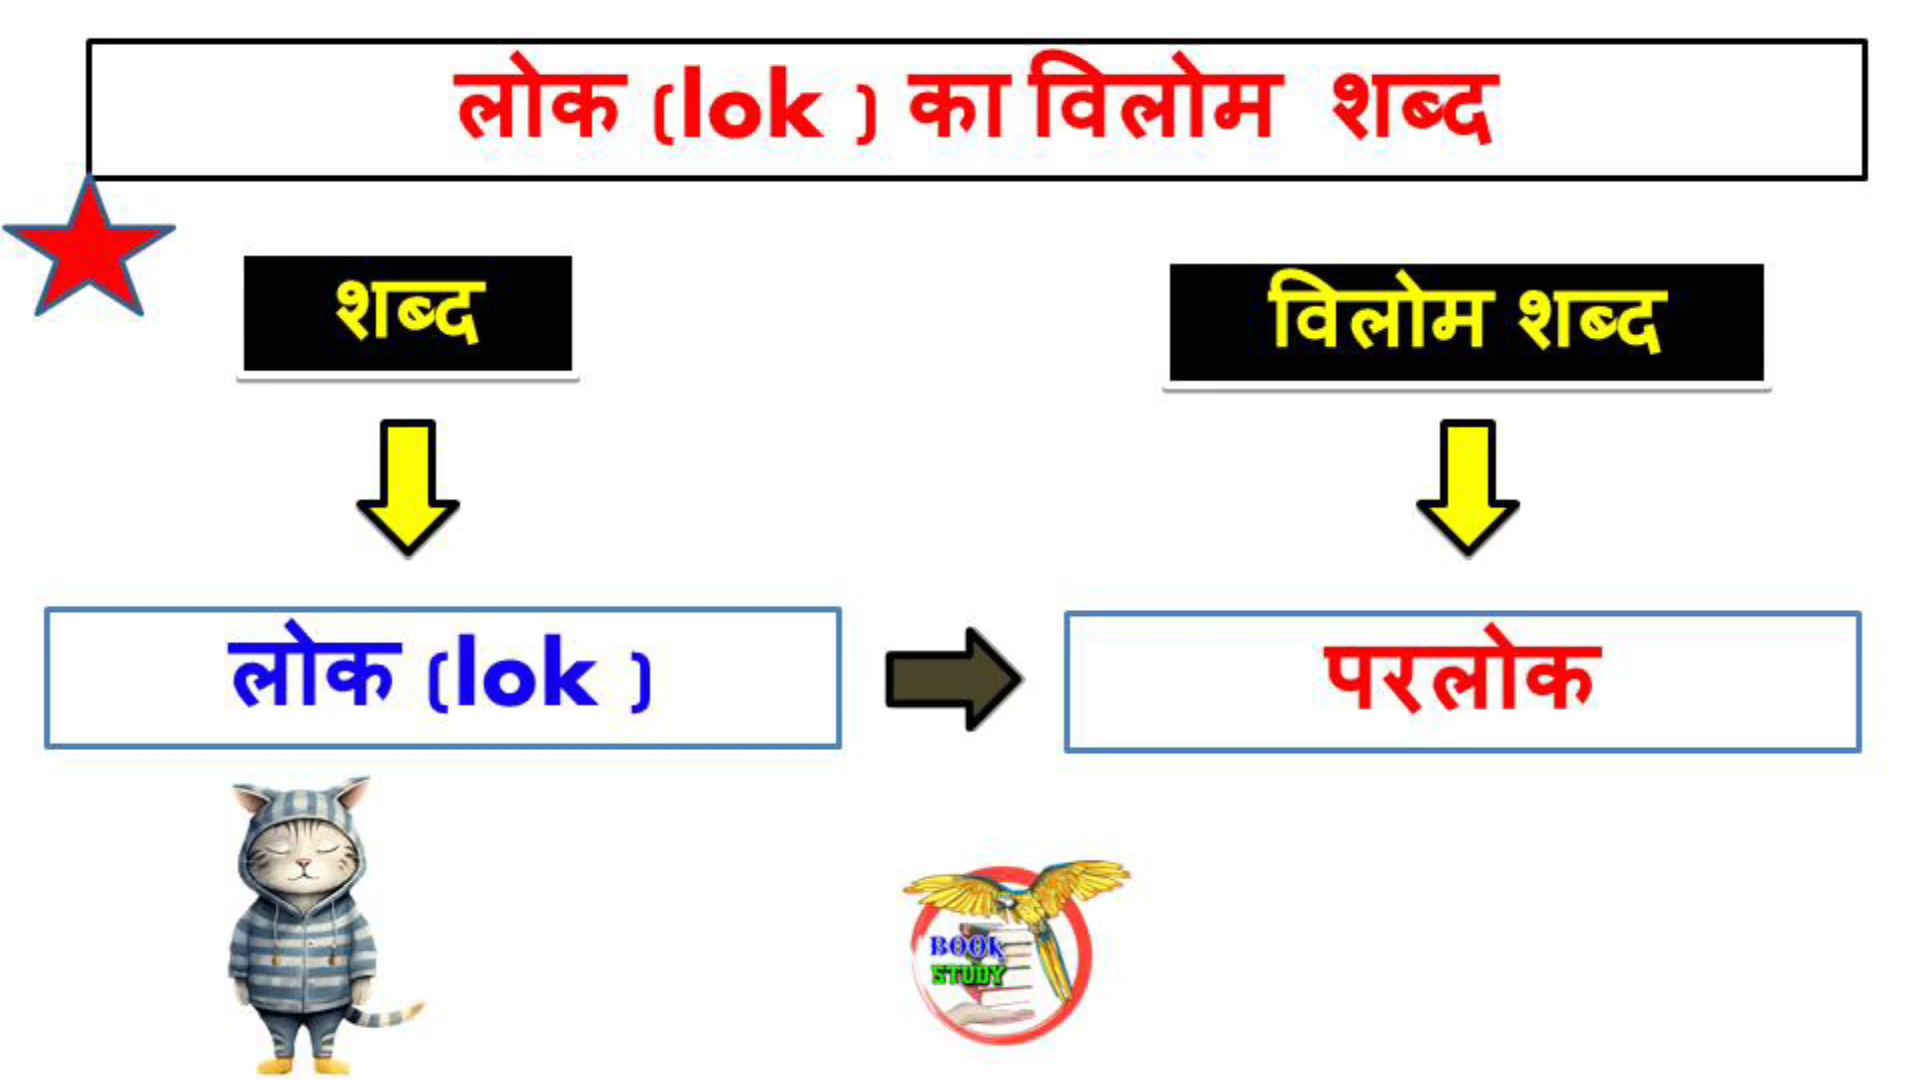 लोक (lok ) का विलोम शब्द
शब्द
विलोम शब्द
लोक (lok )
परलोक
BOOK
STUDY